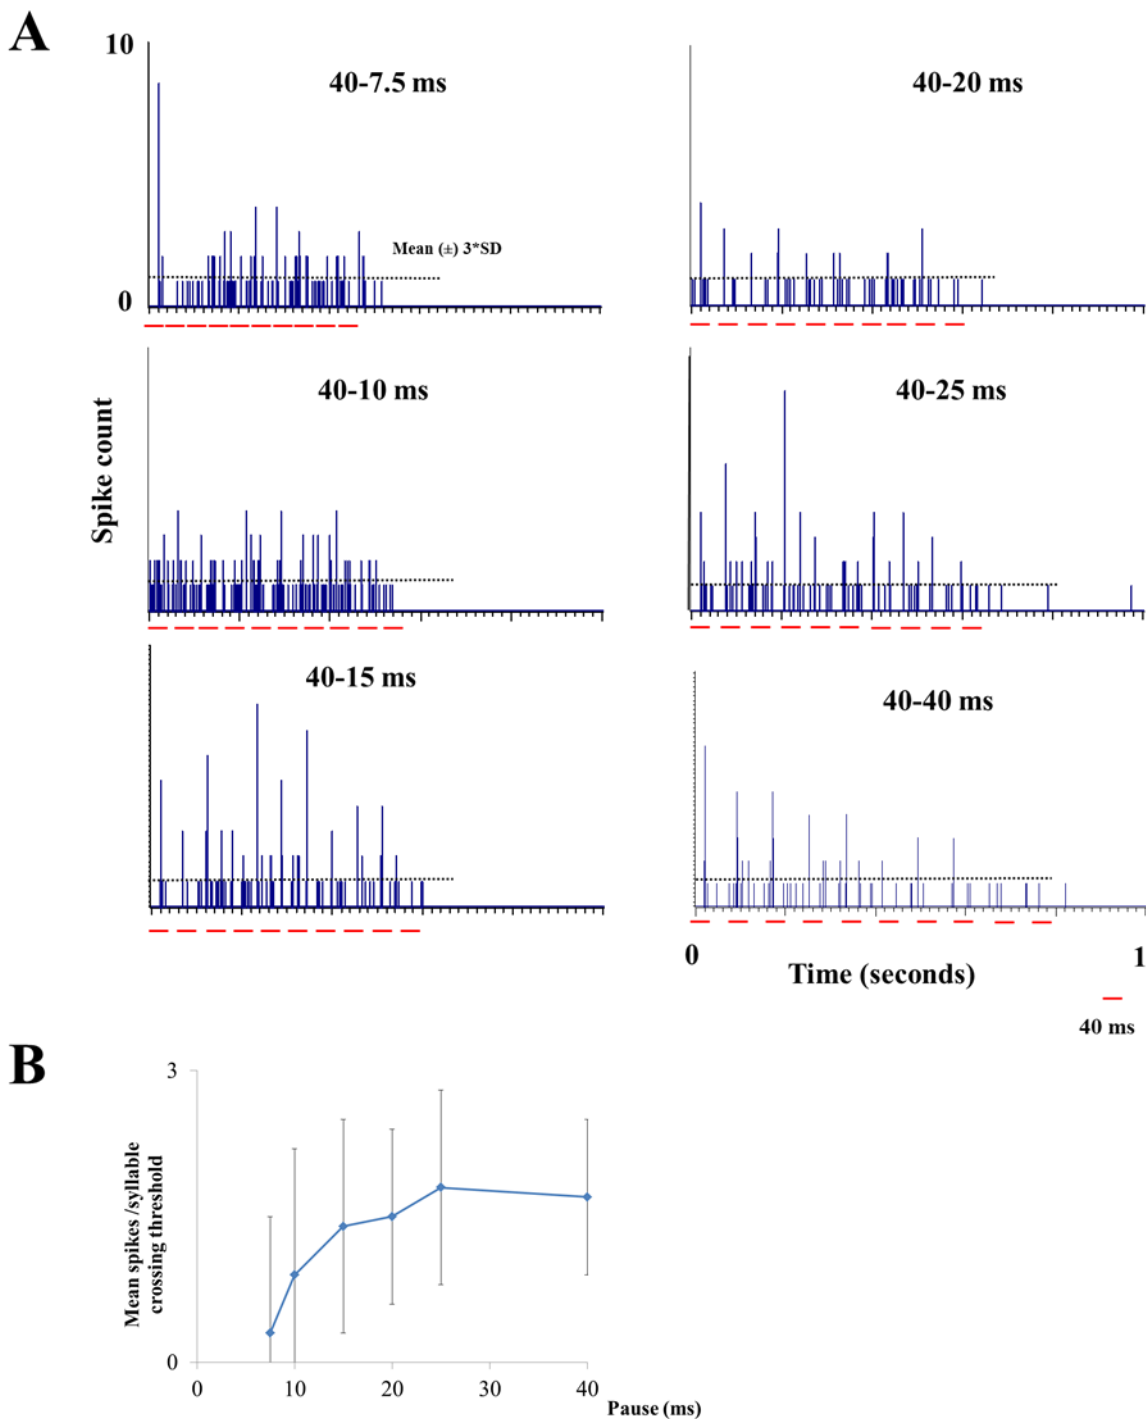 A
10
40-7.5 ms
40-20 ms
Mean (±) 3*SD
0
40-10 ms
40-25 ms
Spike count
40-15 ms
40-40 ms
0
1
Time (seconds)
40 ms
B
3
Mean spikes /syllable
crossing threshold
0
0
10
20
30
40
Pause (ms)